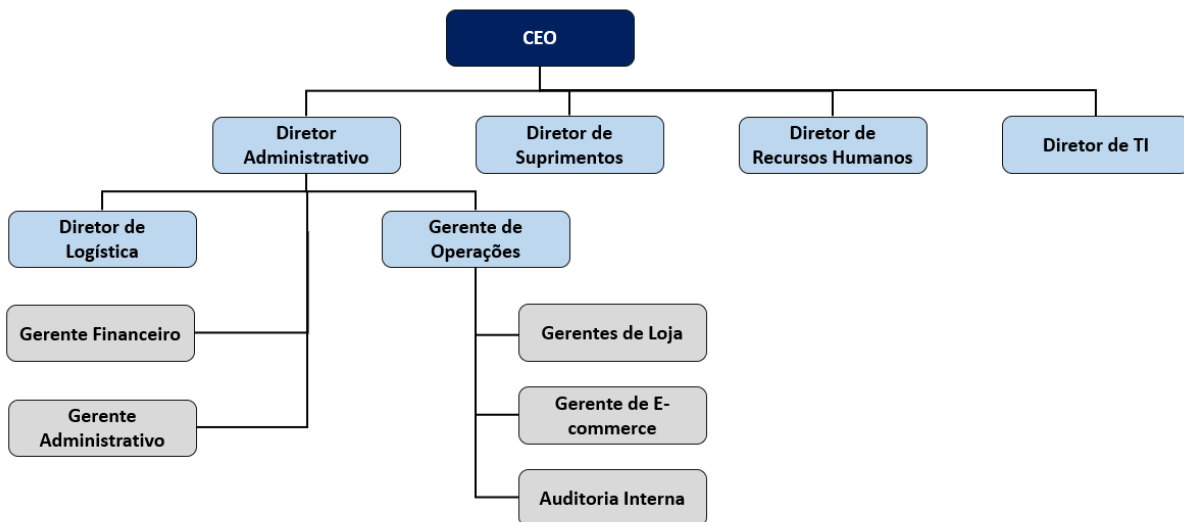 CEO
Diretor
Administrativo
Diretor de
Suprimentos
Diretor de
Recursos Humanos
Diretor de TI
Diretor de
Logística
Gerente de
Operações
Gerente Financeiro
Gerente
Administrativo
Gerentes de Loja
Gerente de E-
commerce
Auditoria Interna